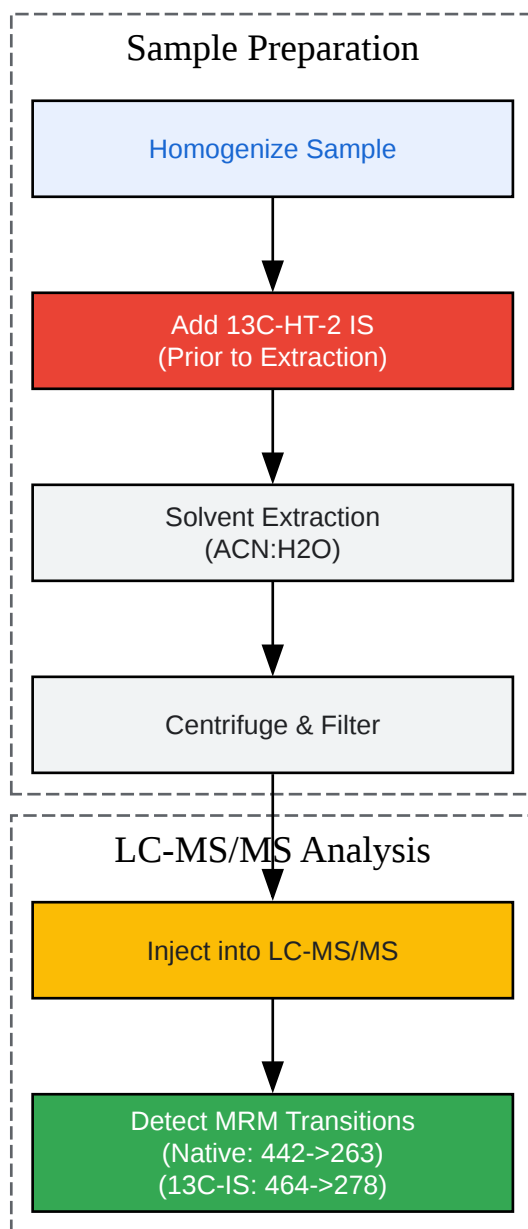 Sample Preparation
Homogenize Sample
Add 13C-HT-2 IS
(Prior to Extraction)
Solvent Extraction
(ACN:H2O)
Centrifuge & Filter
LC-MS/MS Analysis
Inject into LC-MS/MS
Detect MRM Transitions
(Native: 442->263)
(13C-IS: 464->278)